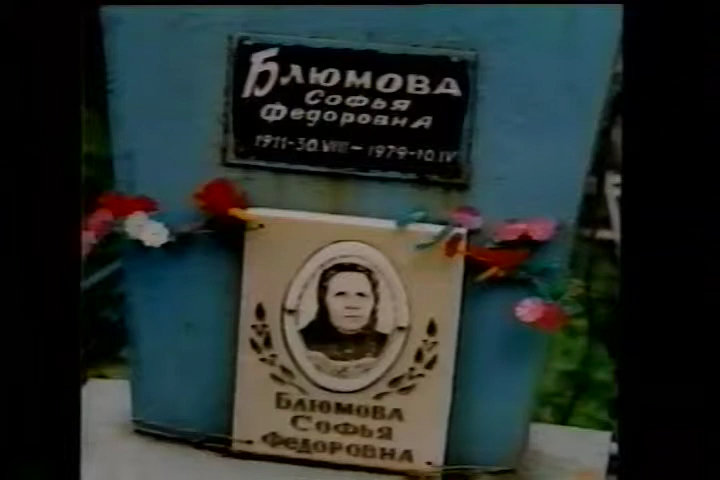 Блюмова
Софья
Федоровна
1911-30.VIII-1979-10.IV
Блюмова
Софья
Федоровна